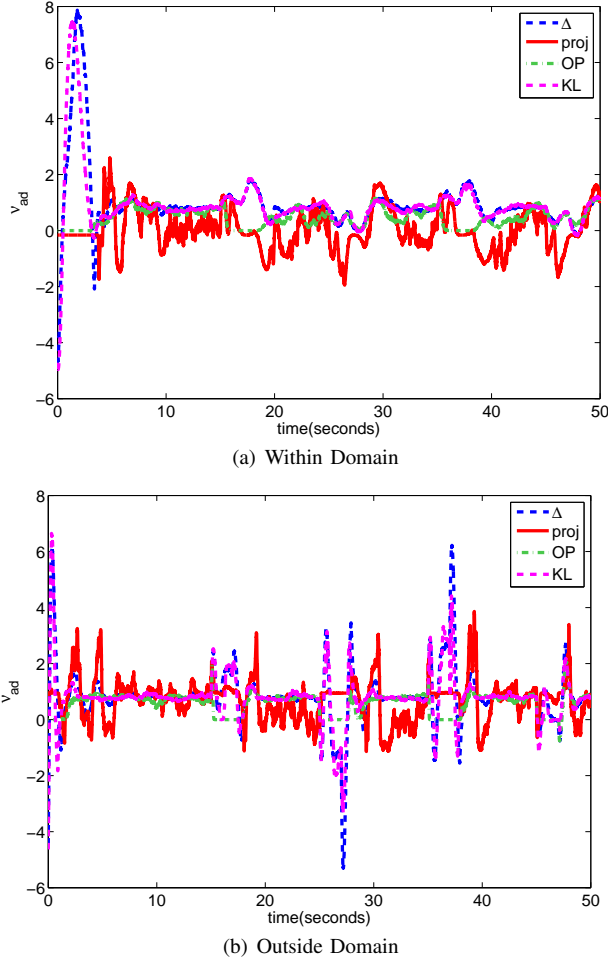 8
6
4
2
0
−2
−4
−6
ν_ad
0 10 20 30 40 50
time(seconds)
Δ
proj
OP
KL
(a) Within Domain
8
6
4
2
0
−2
−4
−6
ν_ad
0 10 20 30 40 50
time(seconds)
Δ
proj
OP
KL
(b) Outside Domain